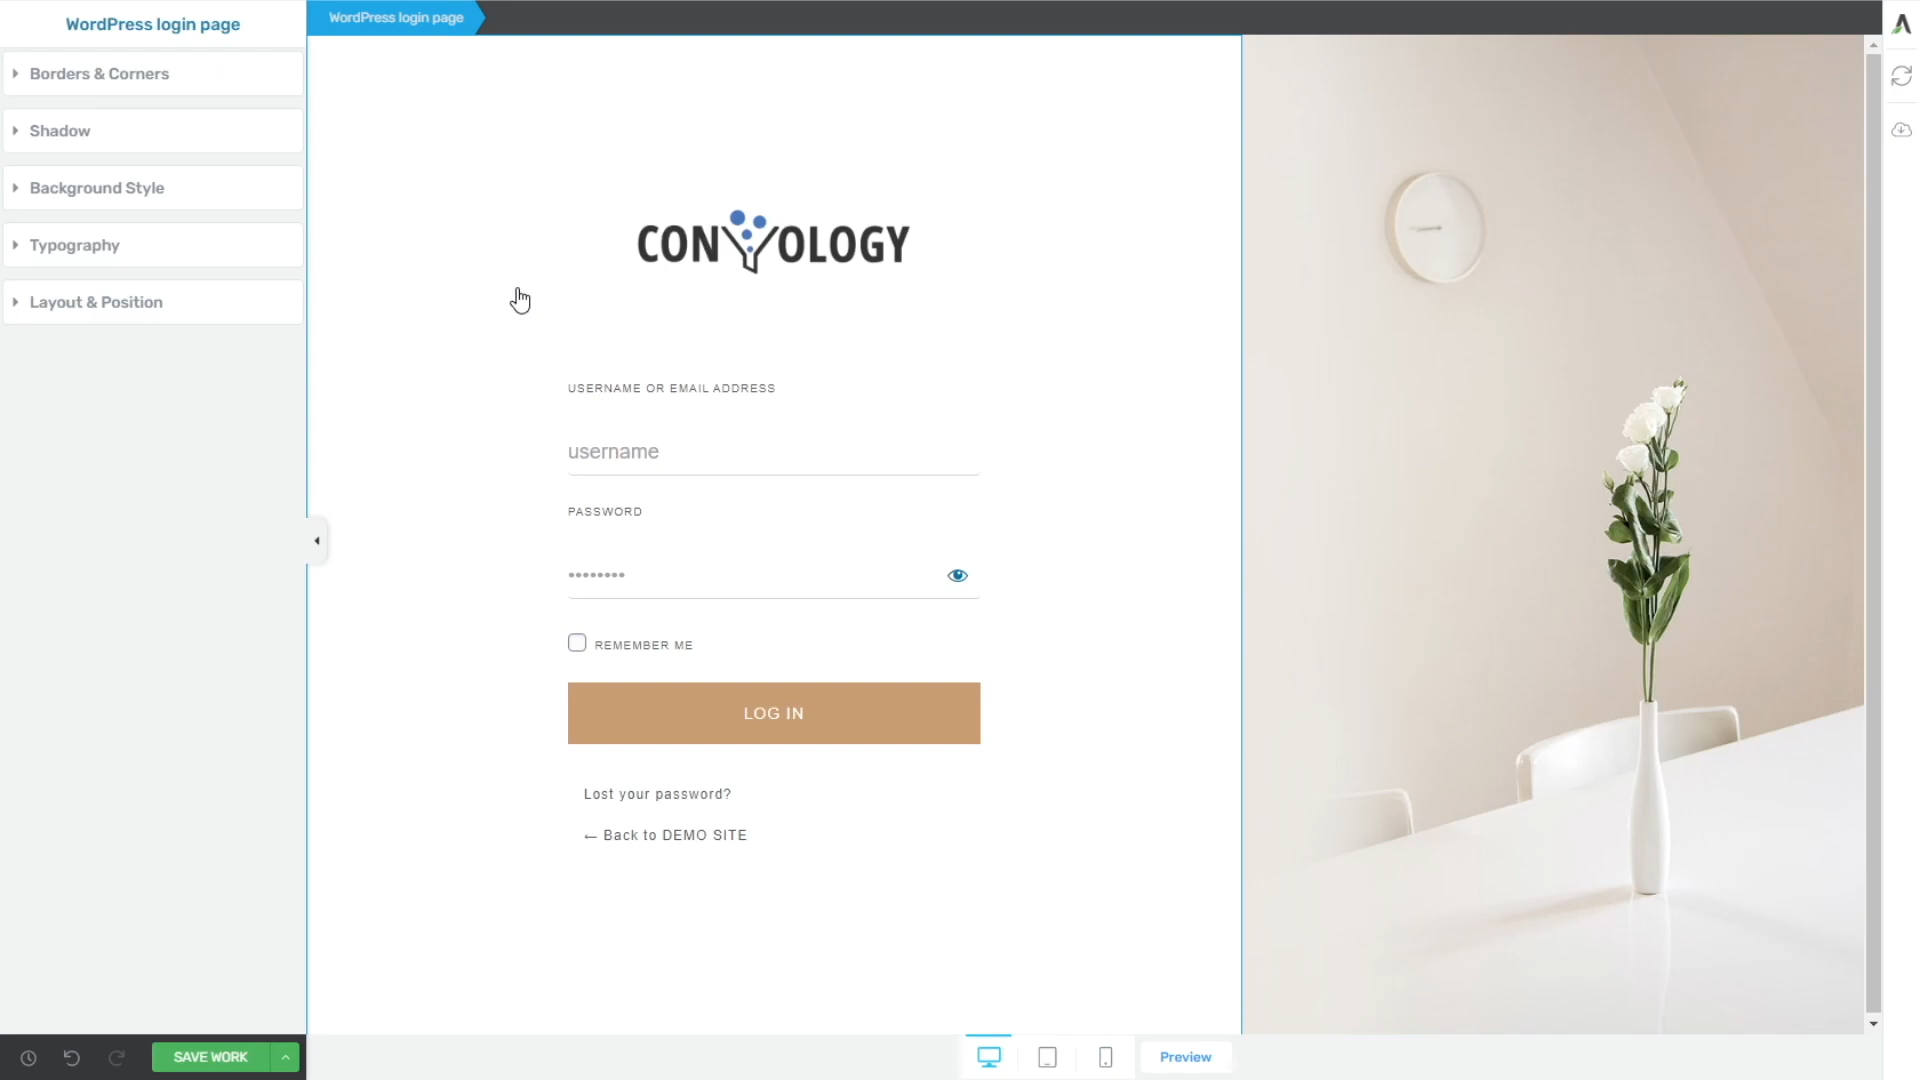 WordPress login page
WordPress login page
Borders & Corners
Shadow
Background Style
Typography
Layout & Position
CONVOLOGY
USERNAME OR EMAIL ADDRESS
username
PASSWORD
••••••••
REMEMBER ME
LOG IN
Lost your password?
← Back to DEMO SITE
SAVE WORK
Preview